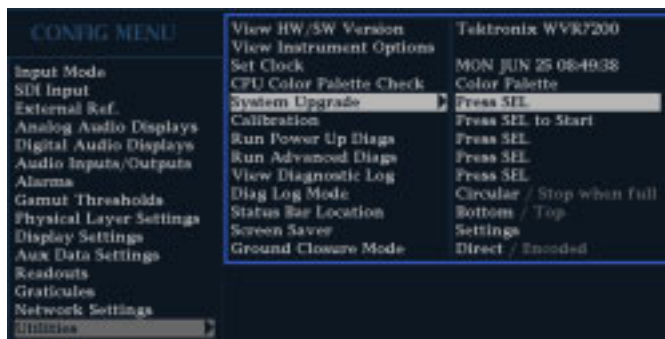 CONFIG MENU
Input Mode
SDI Input
External Ref.
Analog Audio Displays
Digital Audio Displays
Audio Inputs/Outputs
Alarms
Gamut Thresholds
Physical Layer Settings
Display Settings
Aux Data Settings
Readouts
Graticules
Network Settings
Utilities
View HW/SW Version Tektronix WVR7200
View Instrument Options
Set Clock MON JUN 25 08:49:38
CPU Color Palette Check Color Palette
System Upgrade Press SEL
Calibration Press SEL to Start
Run Power Up Diags Press SEL
Run Advanced Diags Press SEL
View Diagnostic Log Press SEL
Diag Log Mode Circular / Stop when full
Status Bar Location Bottom / Top
Screen Saver Settings
Ground Closure Mode Direct / Encoded